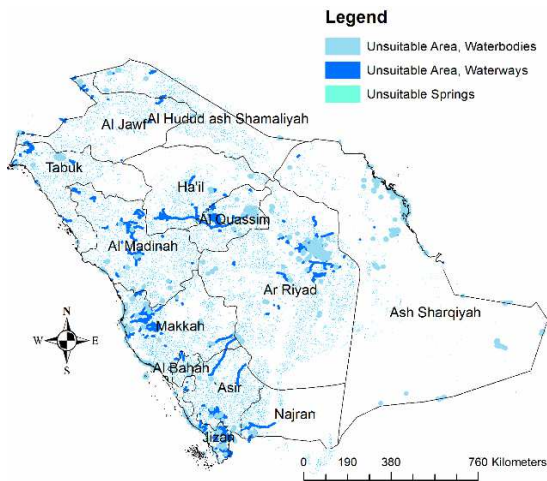 Legend
Unsuitable Area, Waterbodies
Unsuitable Area, Waterways
Unsuitable Springs
Al Jawf
Al Hudud ash Shamaliyah
Tabuk
Ha'il
Al Quassim
Al Madinah
Ar Riyad
Ash Sharqiyah
Makkah
N
W E
S
Al Bahah
Asir
Najran
Jizan
0 190 380 760 Kilometers